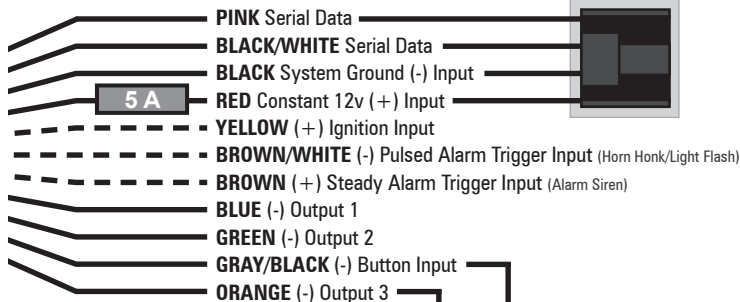 PINK Serial Data
BLACK/WHITE Serial Data
BLACK System Ground (-) Input
5 A RED Constant 12v (+) Input
YELLOW (+) Ignition Input
BROWN/WHITE (-) Pulsed Alarm Trigger Input (Horn Honk/Light Flash)
BROWN (+) Steady Alarm Trigger Input (Alarm Siren)
BLUE (-) Output 1
GREEN (-) Output 2
GRAY/BLACK (-) Button Input
ORANGE (-) Output 3